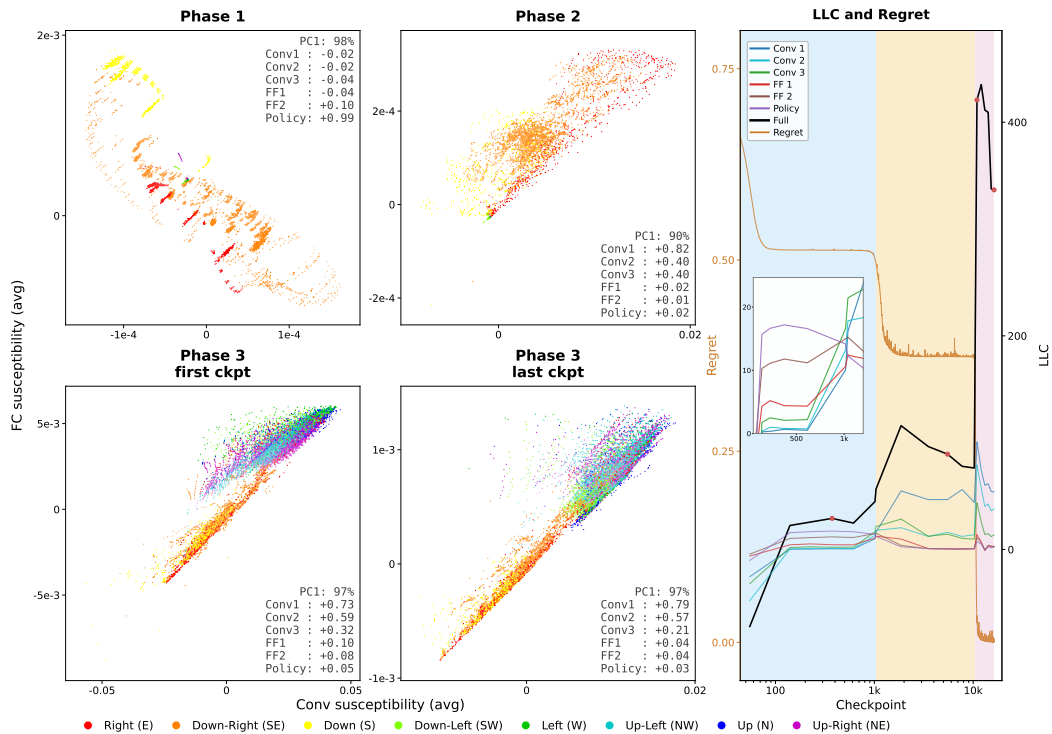 Phase 1
2e-3
0
-1e-4
0
1e-4
PC1: 98%
Conv1 : -0.02
Conv2 : -0.02
Conv3 : -0.04
FF1 : -0.04
FF2 : +0.10
Policy: +0.99
Phase 2
2e-4
0
-2e-4
0
0.02
PC1: 90%
Conv1 : +0.82
Conv2 : +0.40
Conv3 : +0.40
FF1 : +0.02
FF2 : +0.01
Policy: +0.02
Phase 3
first ckpt
5e-3
0
-5e-3
-0.05
0
0.05
PC1: 97%
Conv1 : +0.73
Conv2 : +0.59
Conv3 : +0.32
FF1 : +0.10
FF2 : +0.08
Policy: +0.05
Phase 3
last ckpt
1e-3
0
-1e-3
0
0.02
PC1: 97%
Conv1 : +0.79
Conv2 : +0.57
Conv3 : +0.21
FF1 : +0.04
FF2 : +0.04
Policy: +0.03
FC susceptibility (avg)
Conv susceptibility (avg)
LLC and Regret
Conv 1
Conv 2
Conv 3
FF 1
FF 2
Policy
Full
Regret
0.75
0.50
0.25
0.00
Regret
20
10
0
500
1k
400
200
0
LLC
100
1k
10k
Checkpoint
Right (E)
Down-Right (SE)
Down (S)
Down-Left (SW)
Left (W)
Up-Left (NW)
Up (N)
Up-Right (NE)